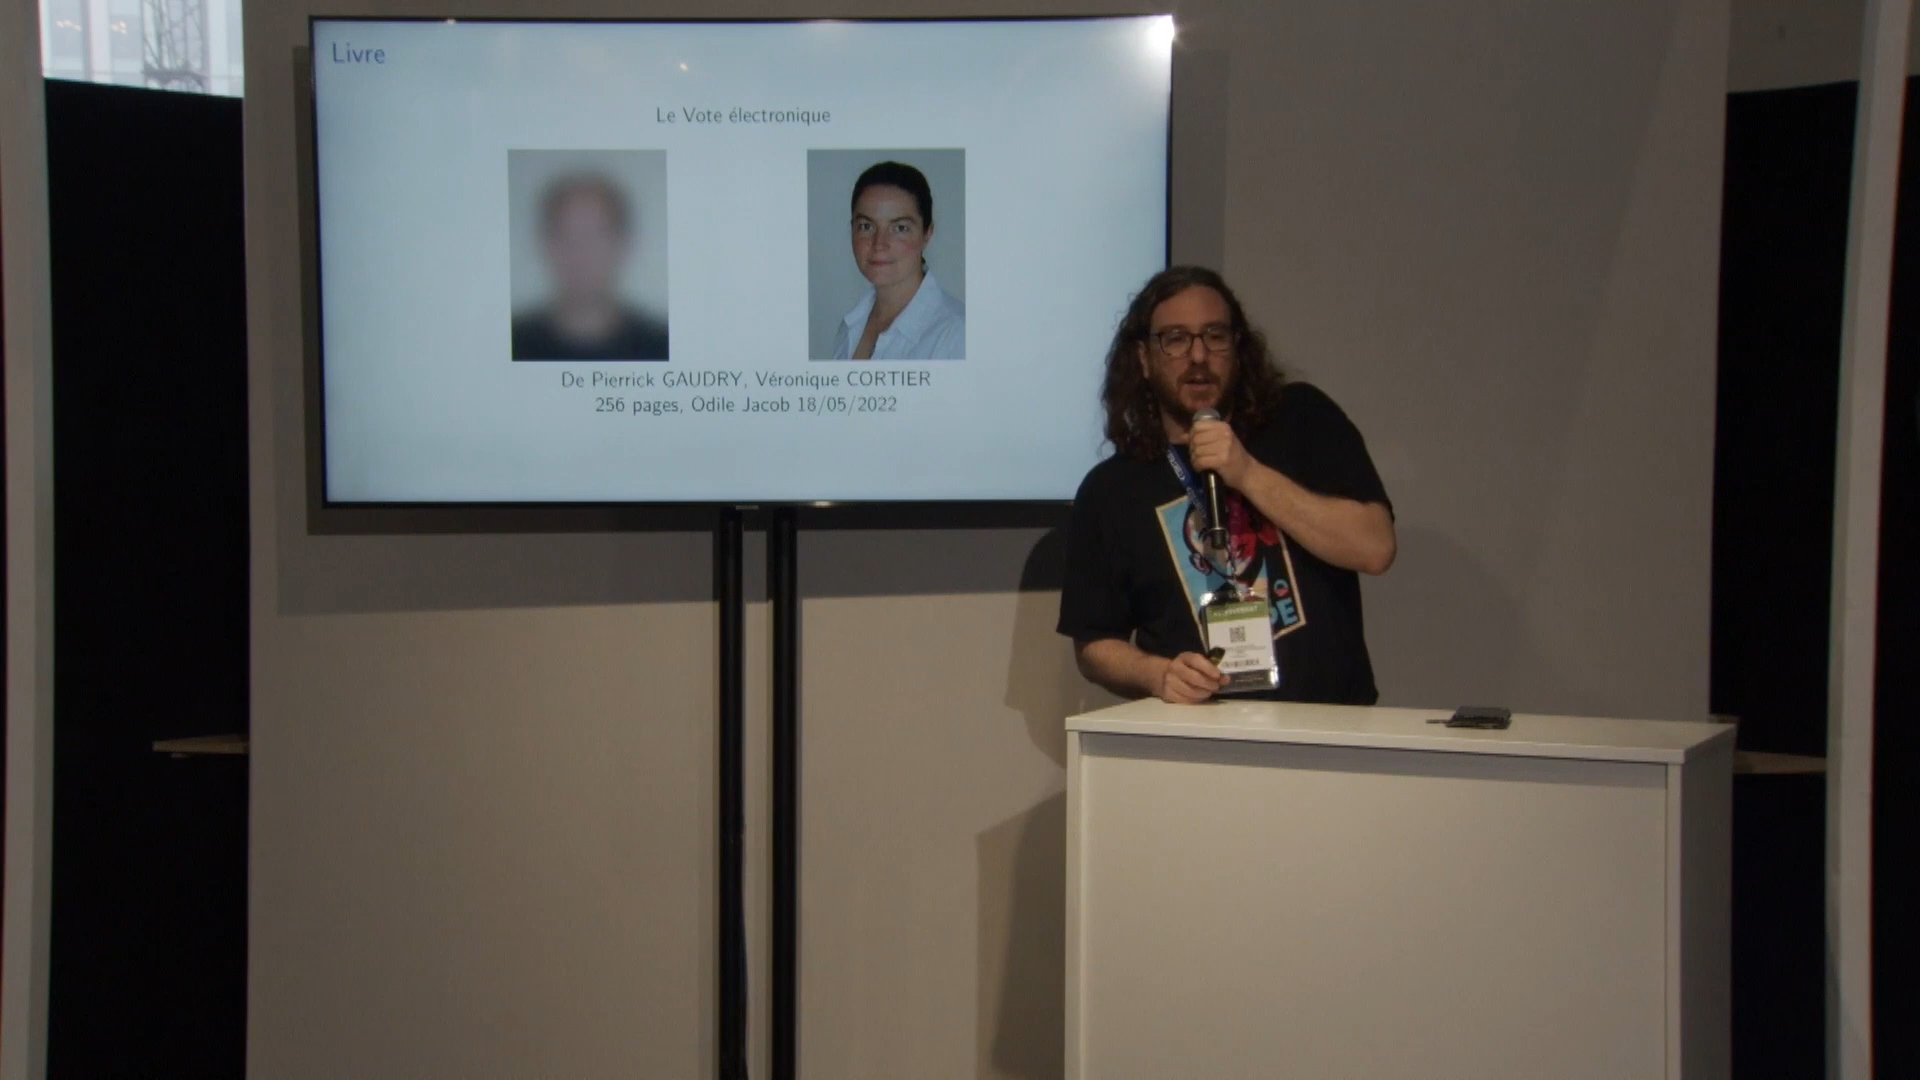 Livre
Le Vote électronique
De Pierrick GAUDRY, Véronique CORTIER
256 pages, Odile Jacob 18/05/2022